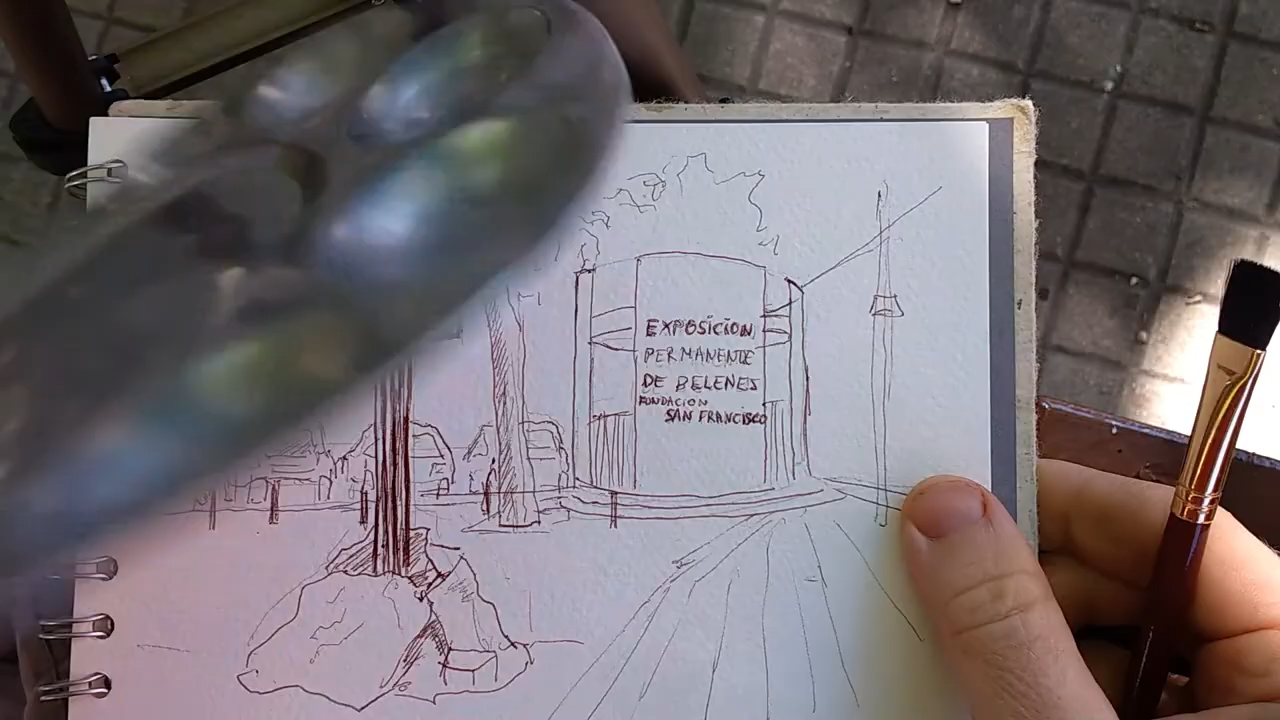 EXPOSICION
PERMANENTE
DE BELENES
FUNDACION
SAN FRANCISCO